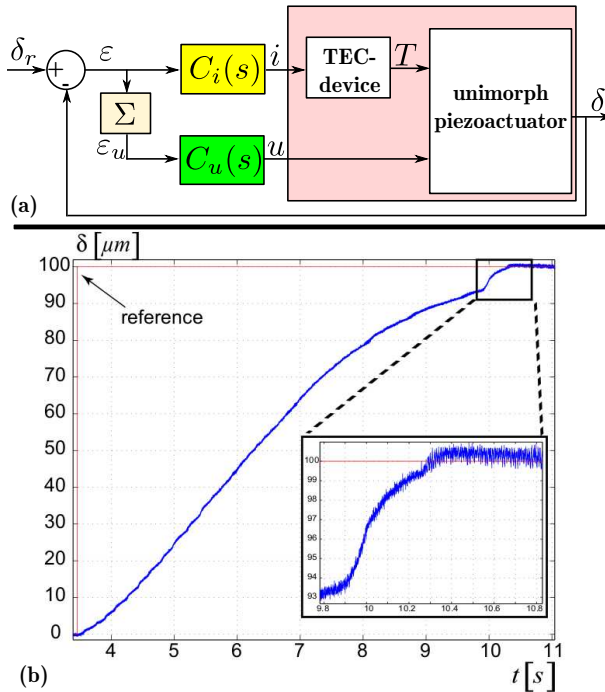 δr + - ε Ci(s) i TEC-device T unimorph piezoactuator δ
Σ
εu Cu(s) u
(a)
δ [μm]
100
90
80
70
60
50
40
30
20
10
0
reference
100
99
98
97
96
95
94
93
9.8 10 10.2 10.4 10.6 10.8
4 5 6 7 8 9 10 11
t [s]
(b)